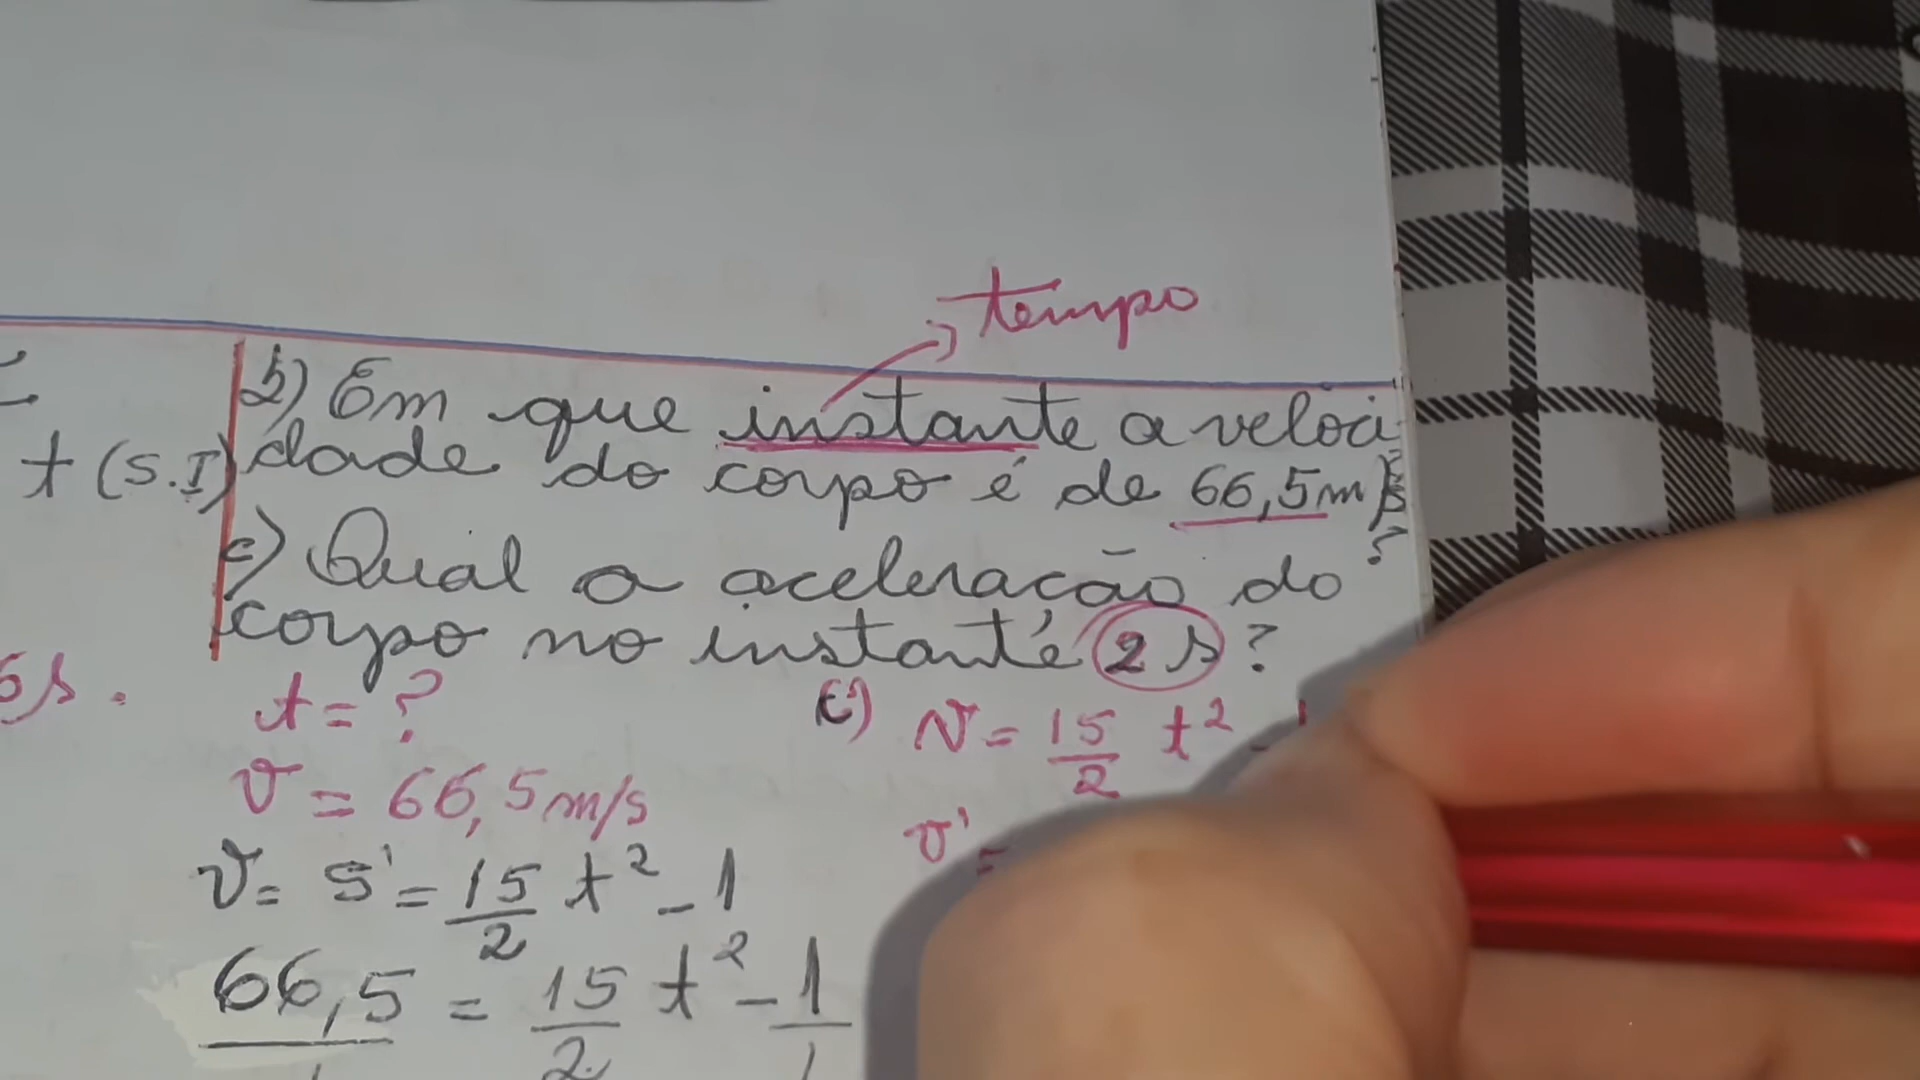 tempo
b) Em que instante a veloci
t (S.I) dade do corpo é de 66,5 m/s
?
c) Qual a aceleração do
corpo no instante 2 s?
s.
t = ?
v = 66,5 m/s
v = s' = 15/2 t² - 1
66,5 = 15/2 t² - 1
c) v = 15/2 t² -
v' =